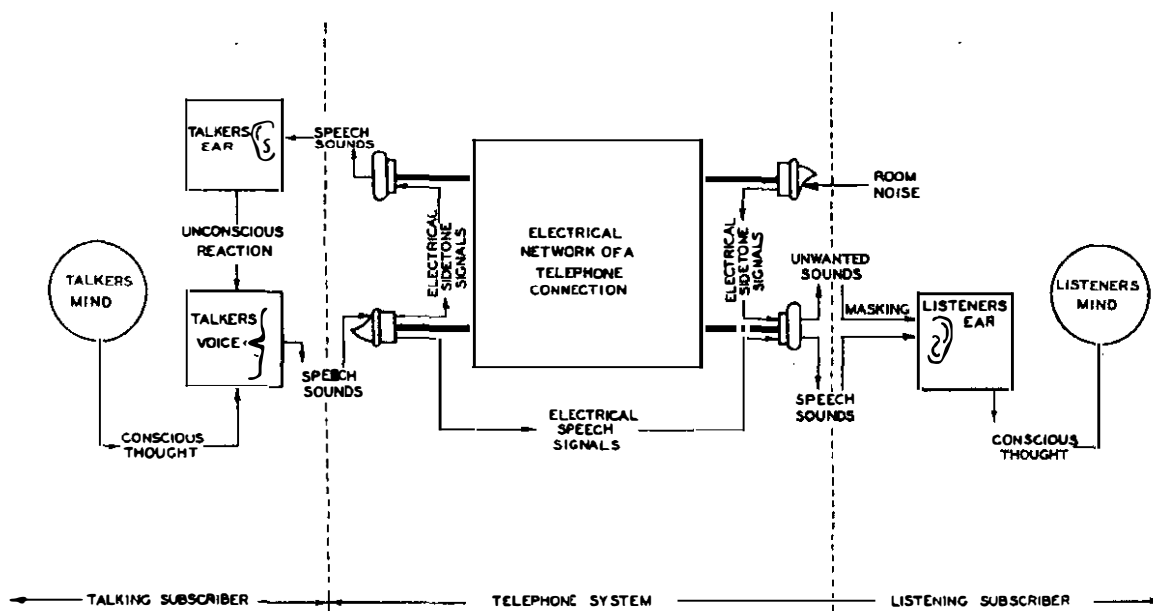 TALKERS
EAR
SPEECH
SOUNDS
UNCONSCIOUS
REACTION
TALKERS
MIND
TALKERS
VOICE
SPEECH
SOUNDS
CONSCIOUS
THOUGHT
ELECTRICAL
SIDETONE
SIGNALS
ELECTRICAL
NETWORK OF A
TELEPHONE
CONNECTION
ELECTRICAL
SPEECH
SIGNALS
ELECTRICAL
SIDETONE
SIGNALS
ROOM
NOISE
UNWANTED
SOUNDS
MASKING
SPEECH
SOUNDS
LISTENERS
EAR
LISTENERS
MIND
CONSCIOUS
THOUGHT
TALKING SUBSCRIBER
TELEPHONE SYSTEM
LISTENING SUBSCRIBER